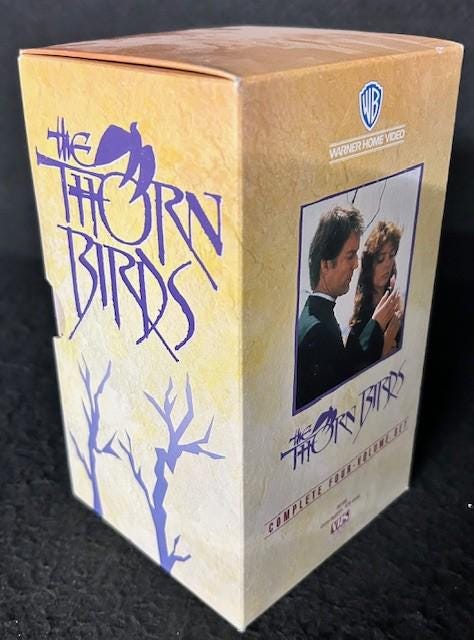 the
THORN
BIRDS
WB
WARNER HOME VIDEO
the
THORN BIRDS
COMPLETE FOUR-VOLUME SET
VHS